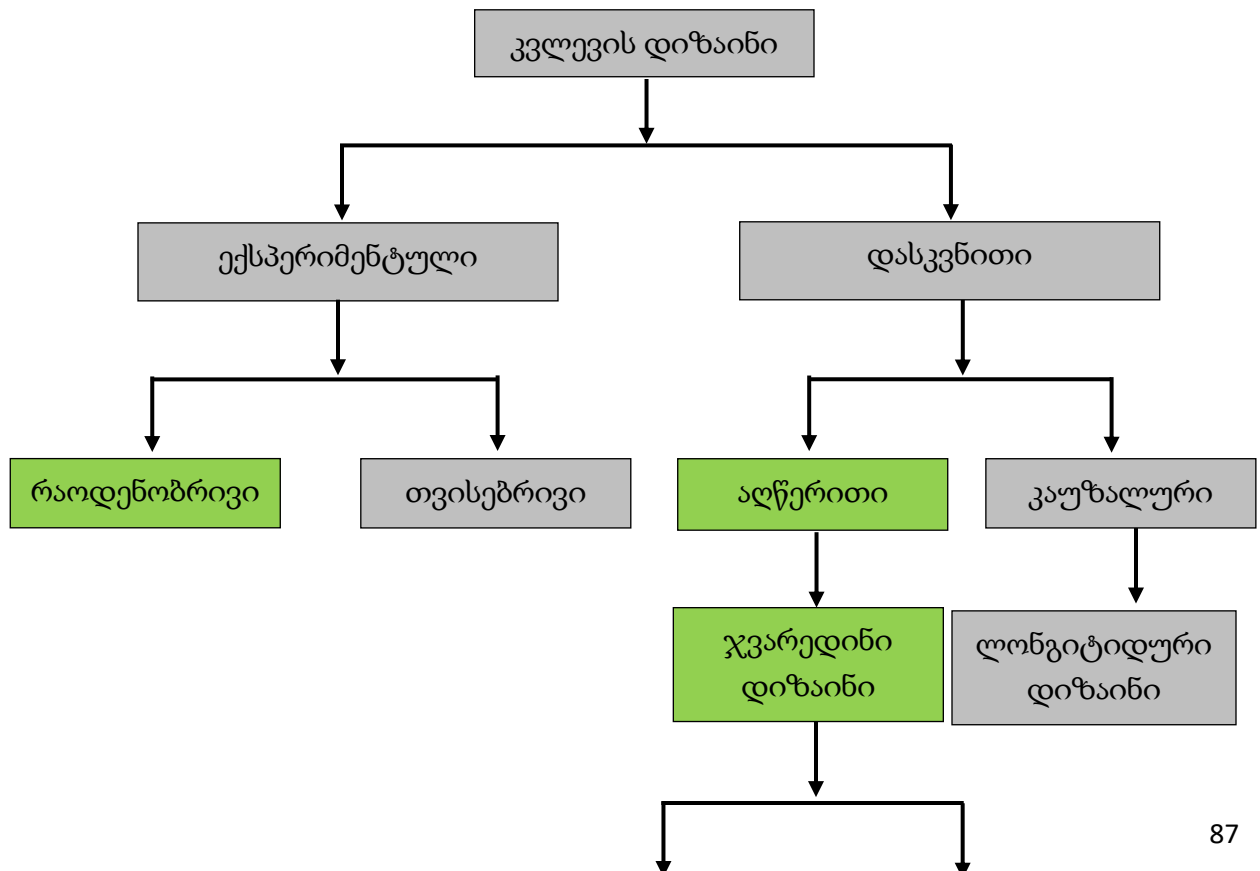 კვლევის დიზაინი
ექსპერიმენტული
დასკვნითი
რაოდენობრივი
თვისებრივი
აღწერითი
კაუზალური
ჯვარედინი
დიზაინი
ლონგიტიდური
დიზაინი
87